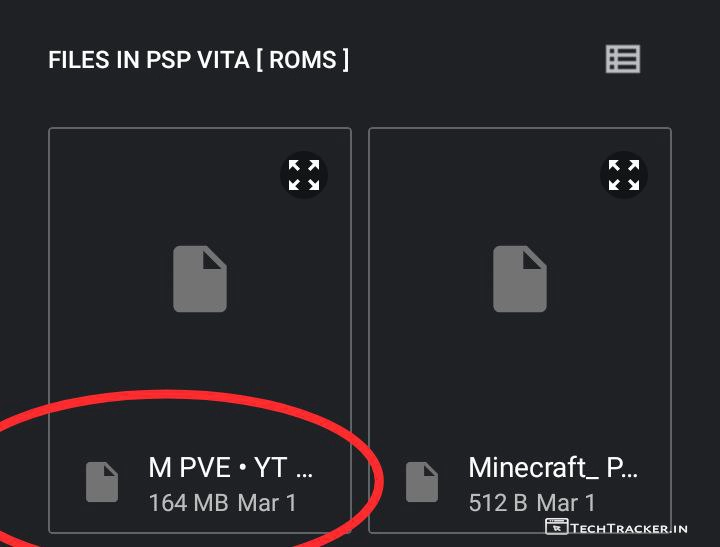 FILES IN PSP VITA [ ROMS ]
M PVE • YT ...
164 MB Mar 1
Minecraft_ P...
512 B Mar 1
TECHTRACKER.IN